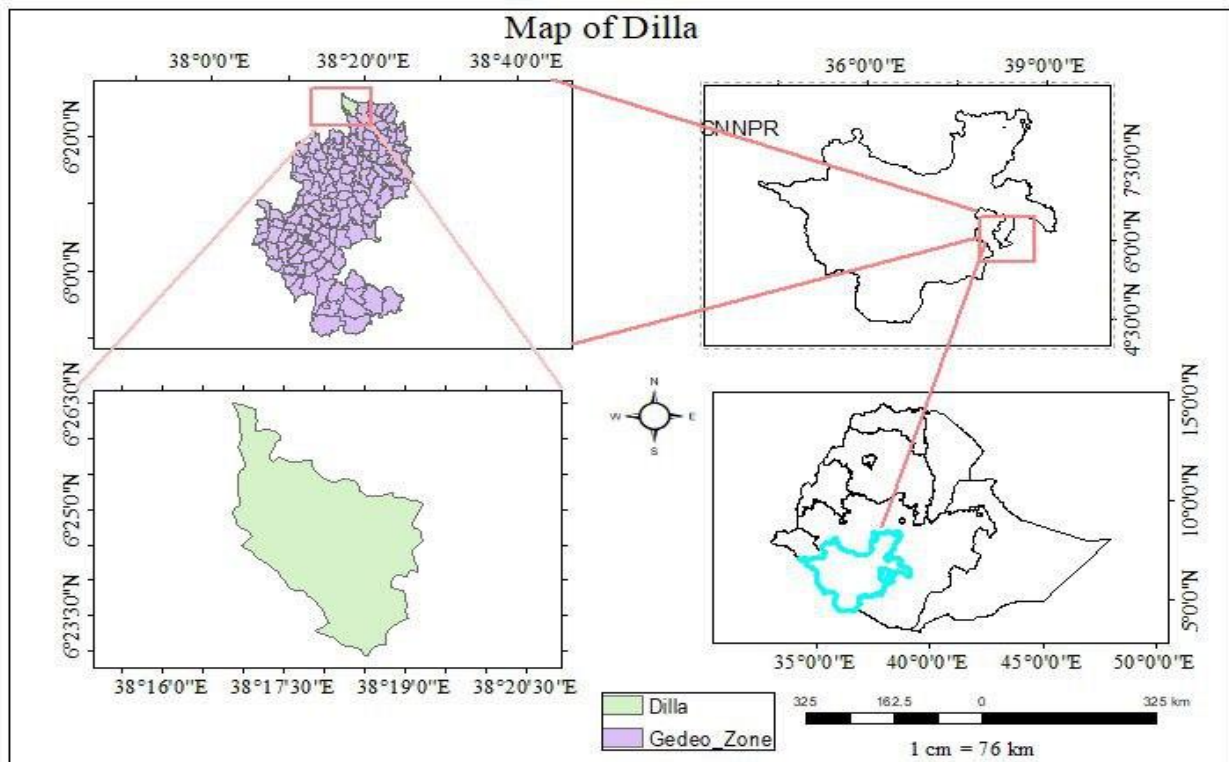 Map of Dilla
38°0'0"E 38°20'0"E 38°40'0"E
6°20'0"N
6°0'0"N
36°0'0"E 39°0'0"E
SNNPR
7°30'0"N
6°0'0"N
4°30'0"N
6°26'30"N
6°25'0"N
6°23'30"N
38°16'0"E 38°17'30"E 38°19'0"E 38°20'30"E
N
W E
S
15°0'0"N
10°0'0"N
5°0'0"N
35°0'0"E 40°0'0"E 45°0'0"E 50°0'0"E
Dilla
Gedeo_Zone
325 162.5 0 325 km
1 cm = 76 km